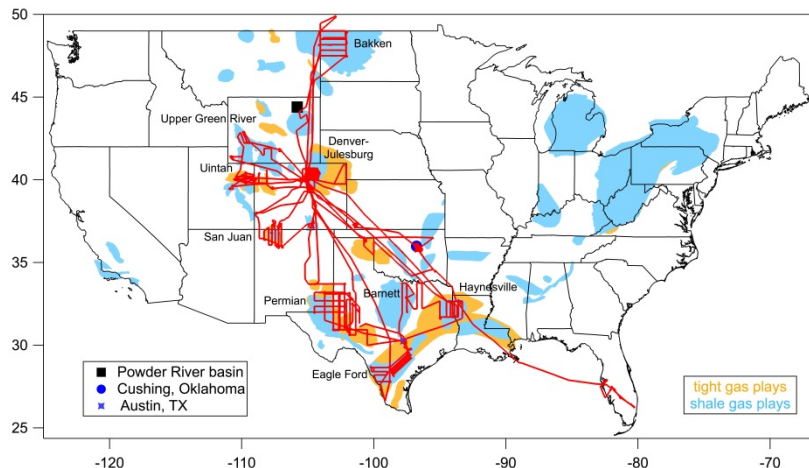 50
45
40
35
30
25
-120
-110
-100
-90
-80
-70
Bakken
Upper Green River
Denver-
Julesburg
Uintan
San Juan
Permian
Barnett
Haynesville
Eagle Ford
Powder River basin
Cushing, Oklahoma
Austin, TX
tight gas plays
shale gas plays